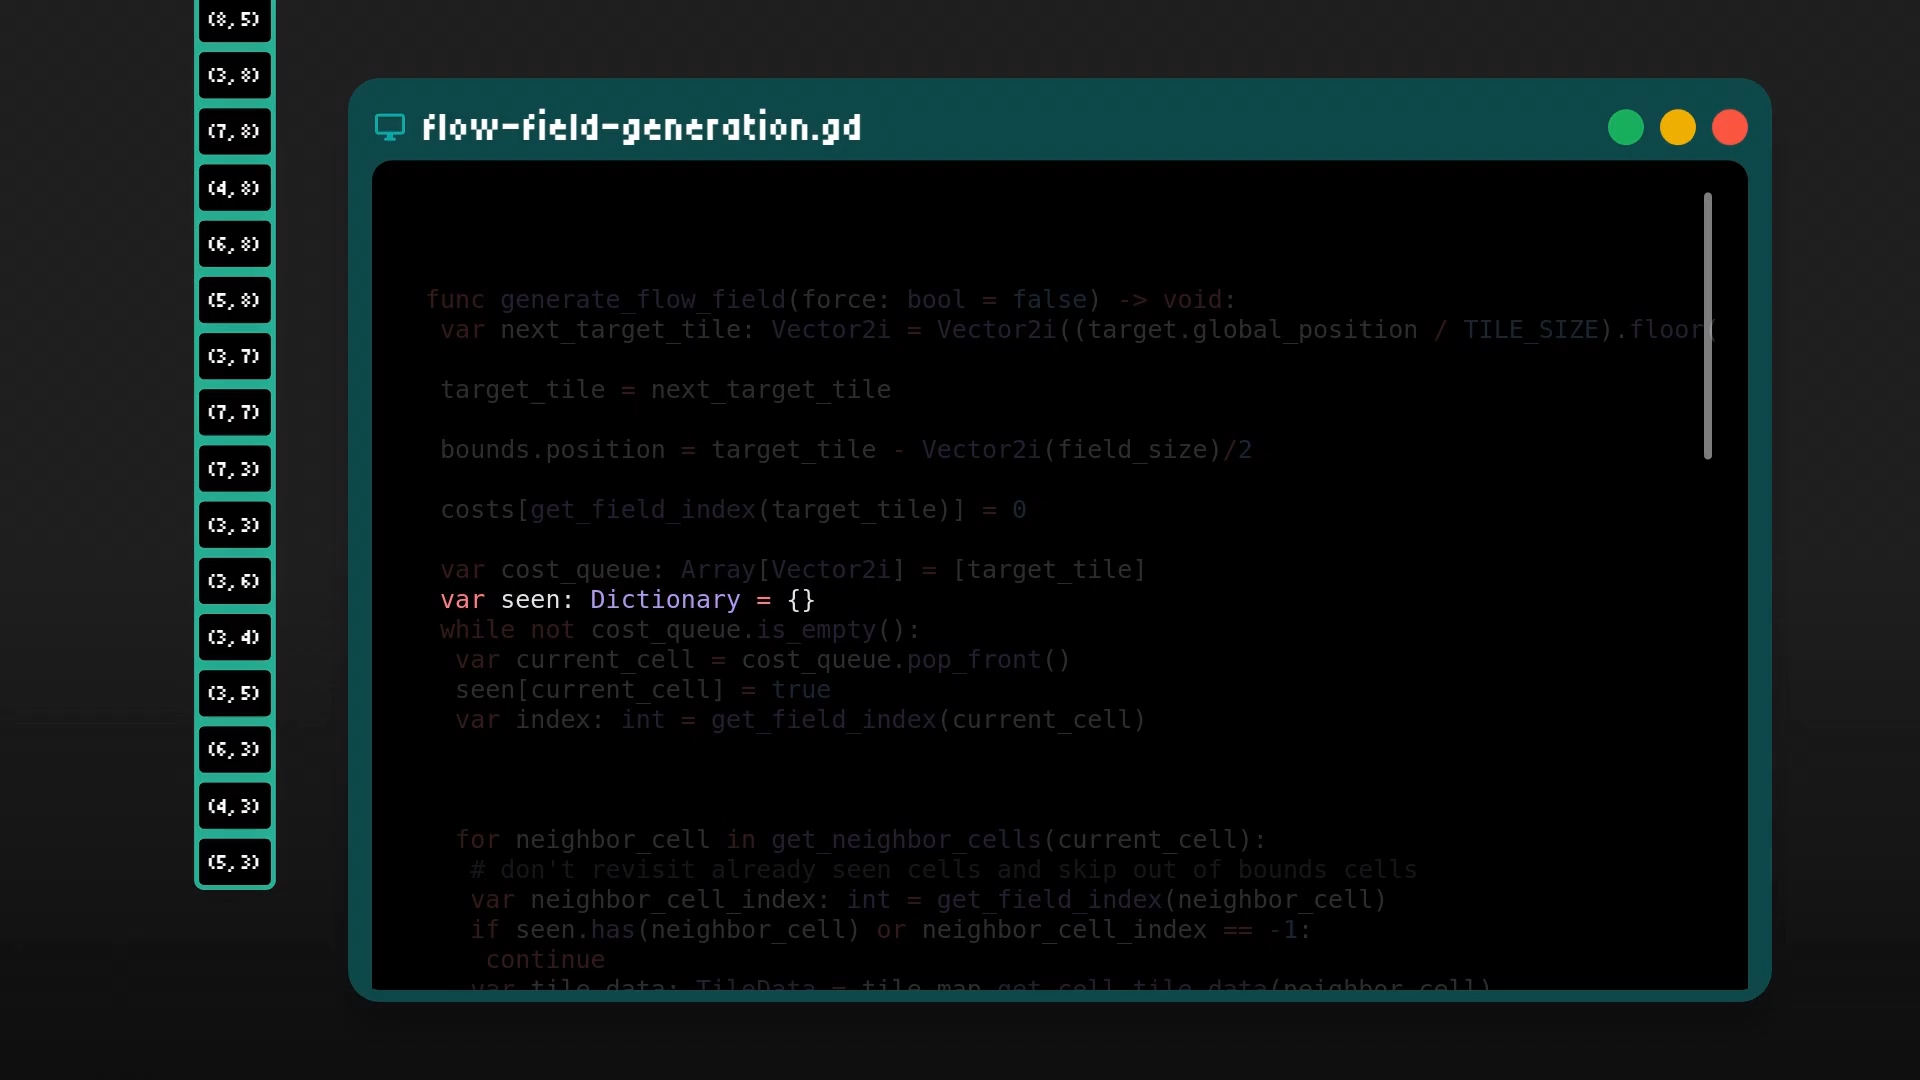 (8,5)
(3,8)
(7,8)
(4,8)
(6,8)
(5,8)
(3,7)
(7,7)
(7,3)
(3,3)
(3,6)
(3,4)
(3,5)
(6,3)
(4,3)
(5,3)
flow-field-generation.gd
func generate_flow_field(force: bool = false) -> void:
 var next_target_tile: Vector2i = Vector2i((target.global_position / TILE_SIZE).floor(
 target_tile = next_target_tile
 bounds.position = target_tile - Vector2i(field_size)/2
 costs[get_field_index(target_tile)] = 0
 var cost_queue: Array[Vector2i] = [target_tile]
 var seen: Dictionary = {}
 while not cost_queue.is_empty():
  var current_cell = cost_queue.pop_front()
  seen[current_cell] = true
  var index: int = get_field_index(current_cell)
  for neighbor_cell in get_neighbor_cells(current_cell):
   # don't revisit already seen cells and skip out of bounds cells
   var neighbor_cell_index: int = get_field_index(neighbor_cell)
   if seen.has(neighbor_cell) or neighbor_cell_index == -1:
    continue
   var tile_data: TileData = tile_map.get_cell_tile_data(neighbor_cell)